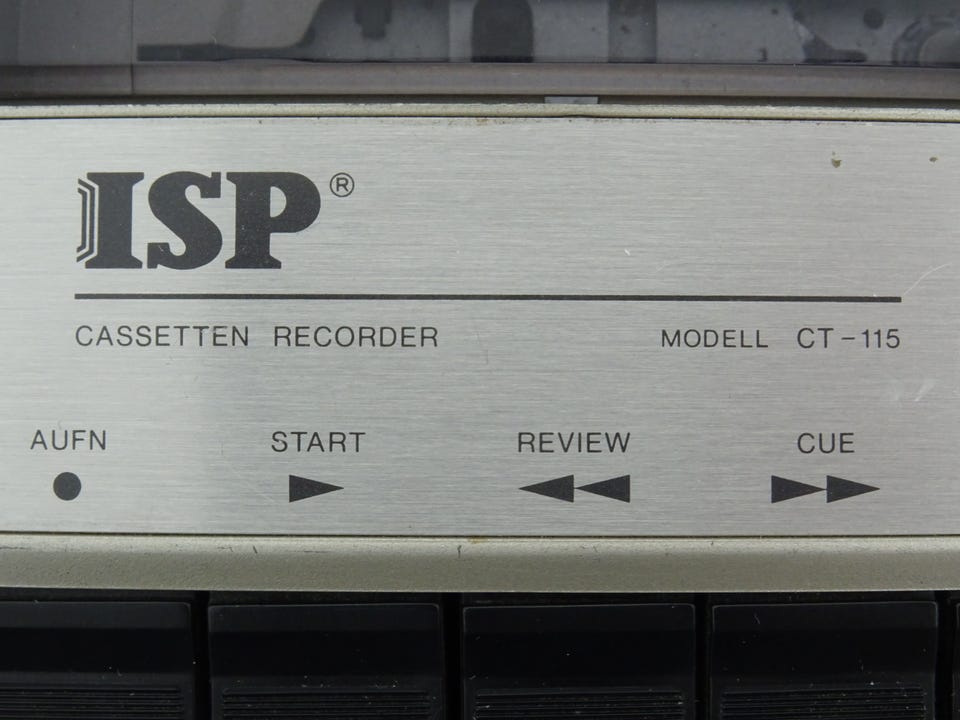 ISP®
CASSETTEN RECORDER MODELL CT-115
AUFN START REVIEW CUE